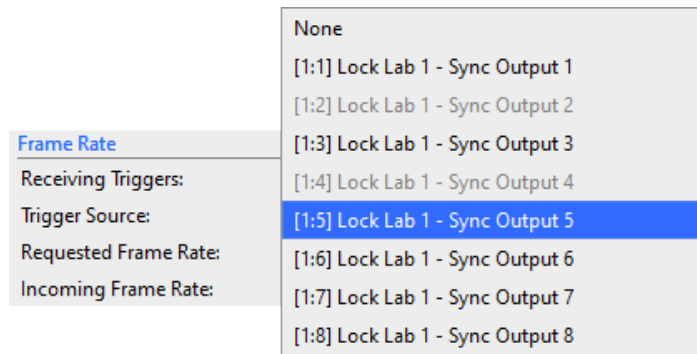 Frame Rate
Receiving Triggers:
Trigger Source:
Requested Frame Rate:
Incoming Frame Rate:
None
[1:1] Lock Lab 1 - Sync Output 1
[1:2] Lock Lab 1 - Sync Output 2
[1:3] Lock Lab 1 - Sync Output 3
[1:4] Lock Lab 1 - Sync Output 4
[1:5] Lock Lab 1 - Sync Output 5
[1:6] Lock Lab 1 - Sync Output 6
[1:7] Lock Lab 1 - Sync Output 7
[1:8] Lock Lab 1 - Sync Output 8